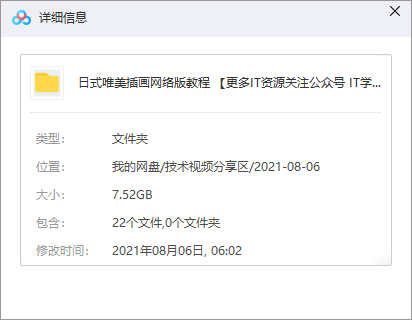 详细信息
日式唯美插画网络版教程 【更多IT资源关注公众号 IT学...
类型： 文件夹
位置： 我的网盘/技术视频分享区/2021-08-06
大小： 7.52GB
包含： 22个文件,0个文件夹
修改时间： 2021年08月06日, 06:02